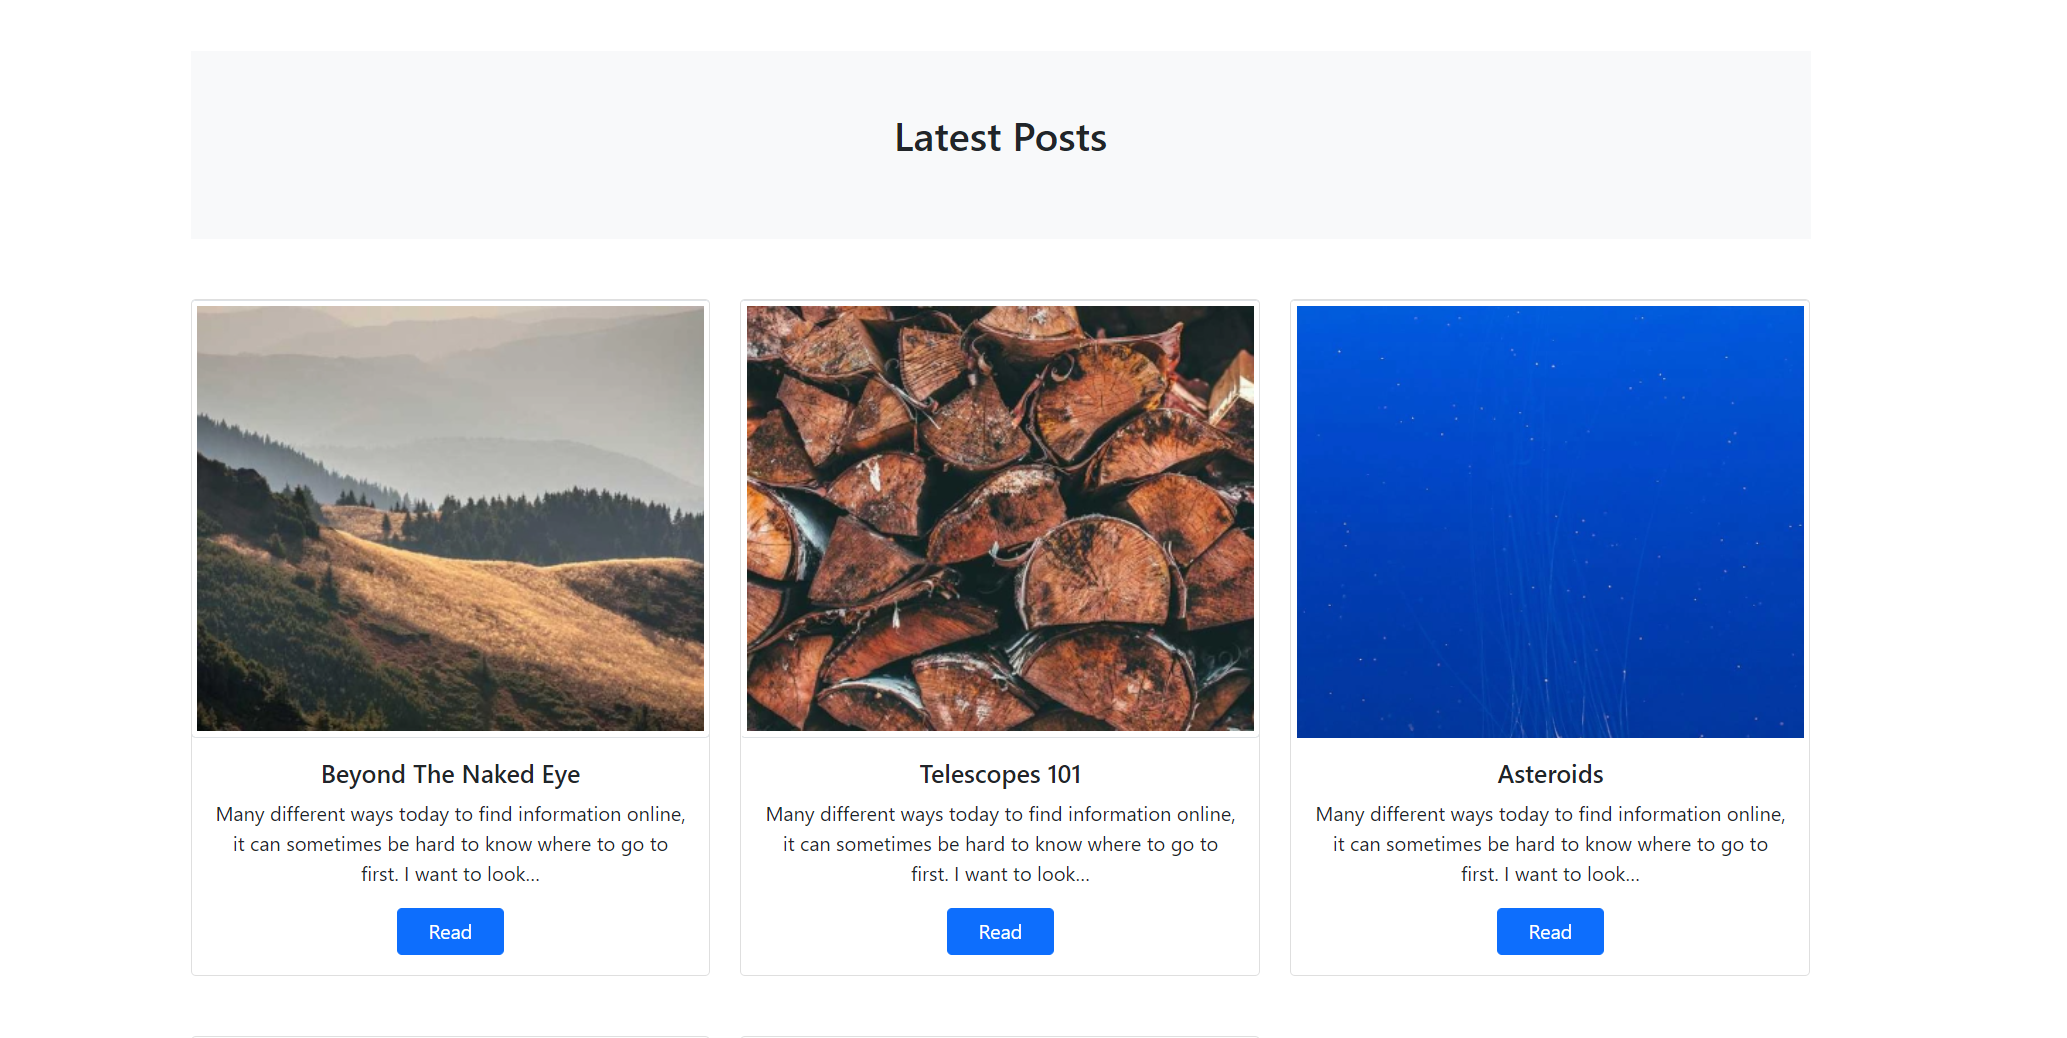 Latest Posts
Beyond The Naked Eye
Many different ways today to find information online,
it can sometimes be hard to know where to go to
first. I want to look...
Read
Telescopes 101
Many different ways today to find information online,
it can sometimes be hard to know where to go to
first. I want to look...
Read
Asteroids
Many different ways today to find information online,
it can sometimes be hard to know where to go to
first. I want to look...
Read